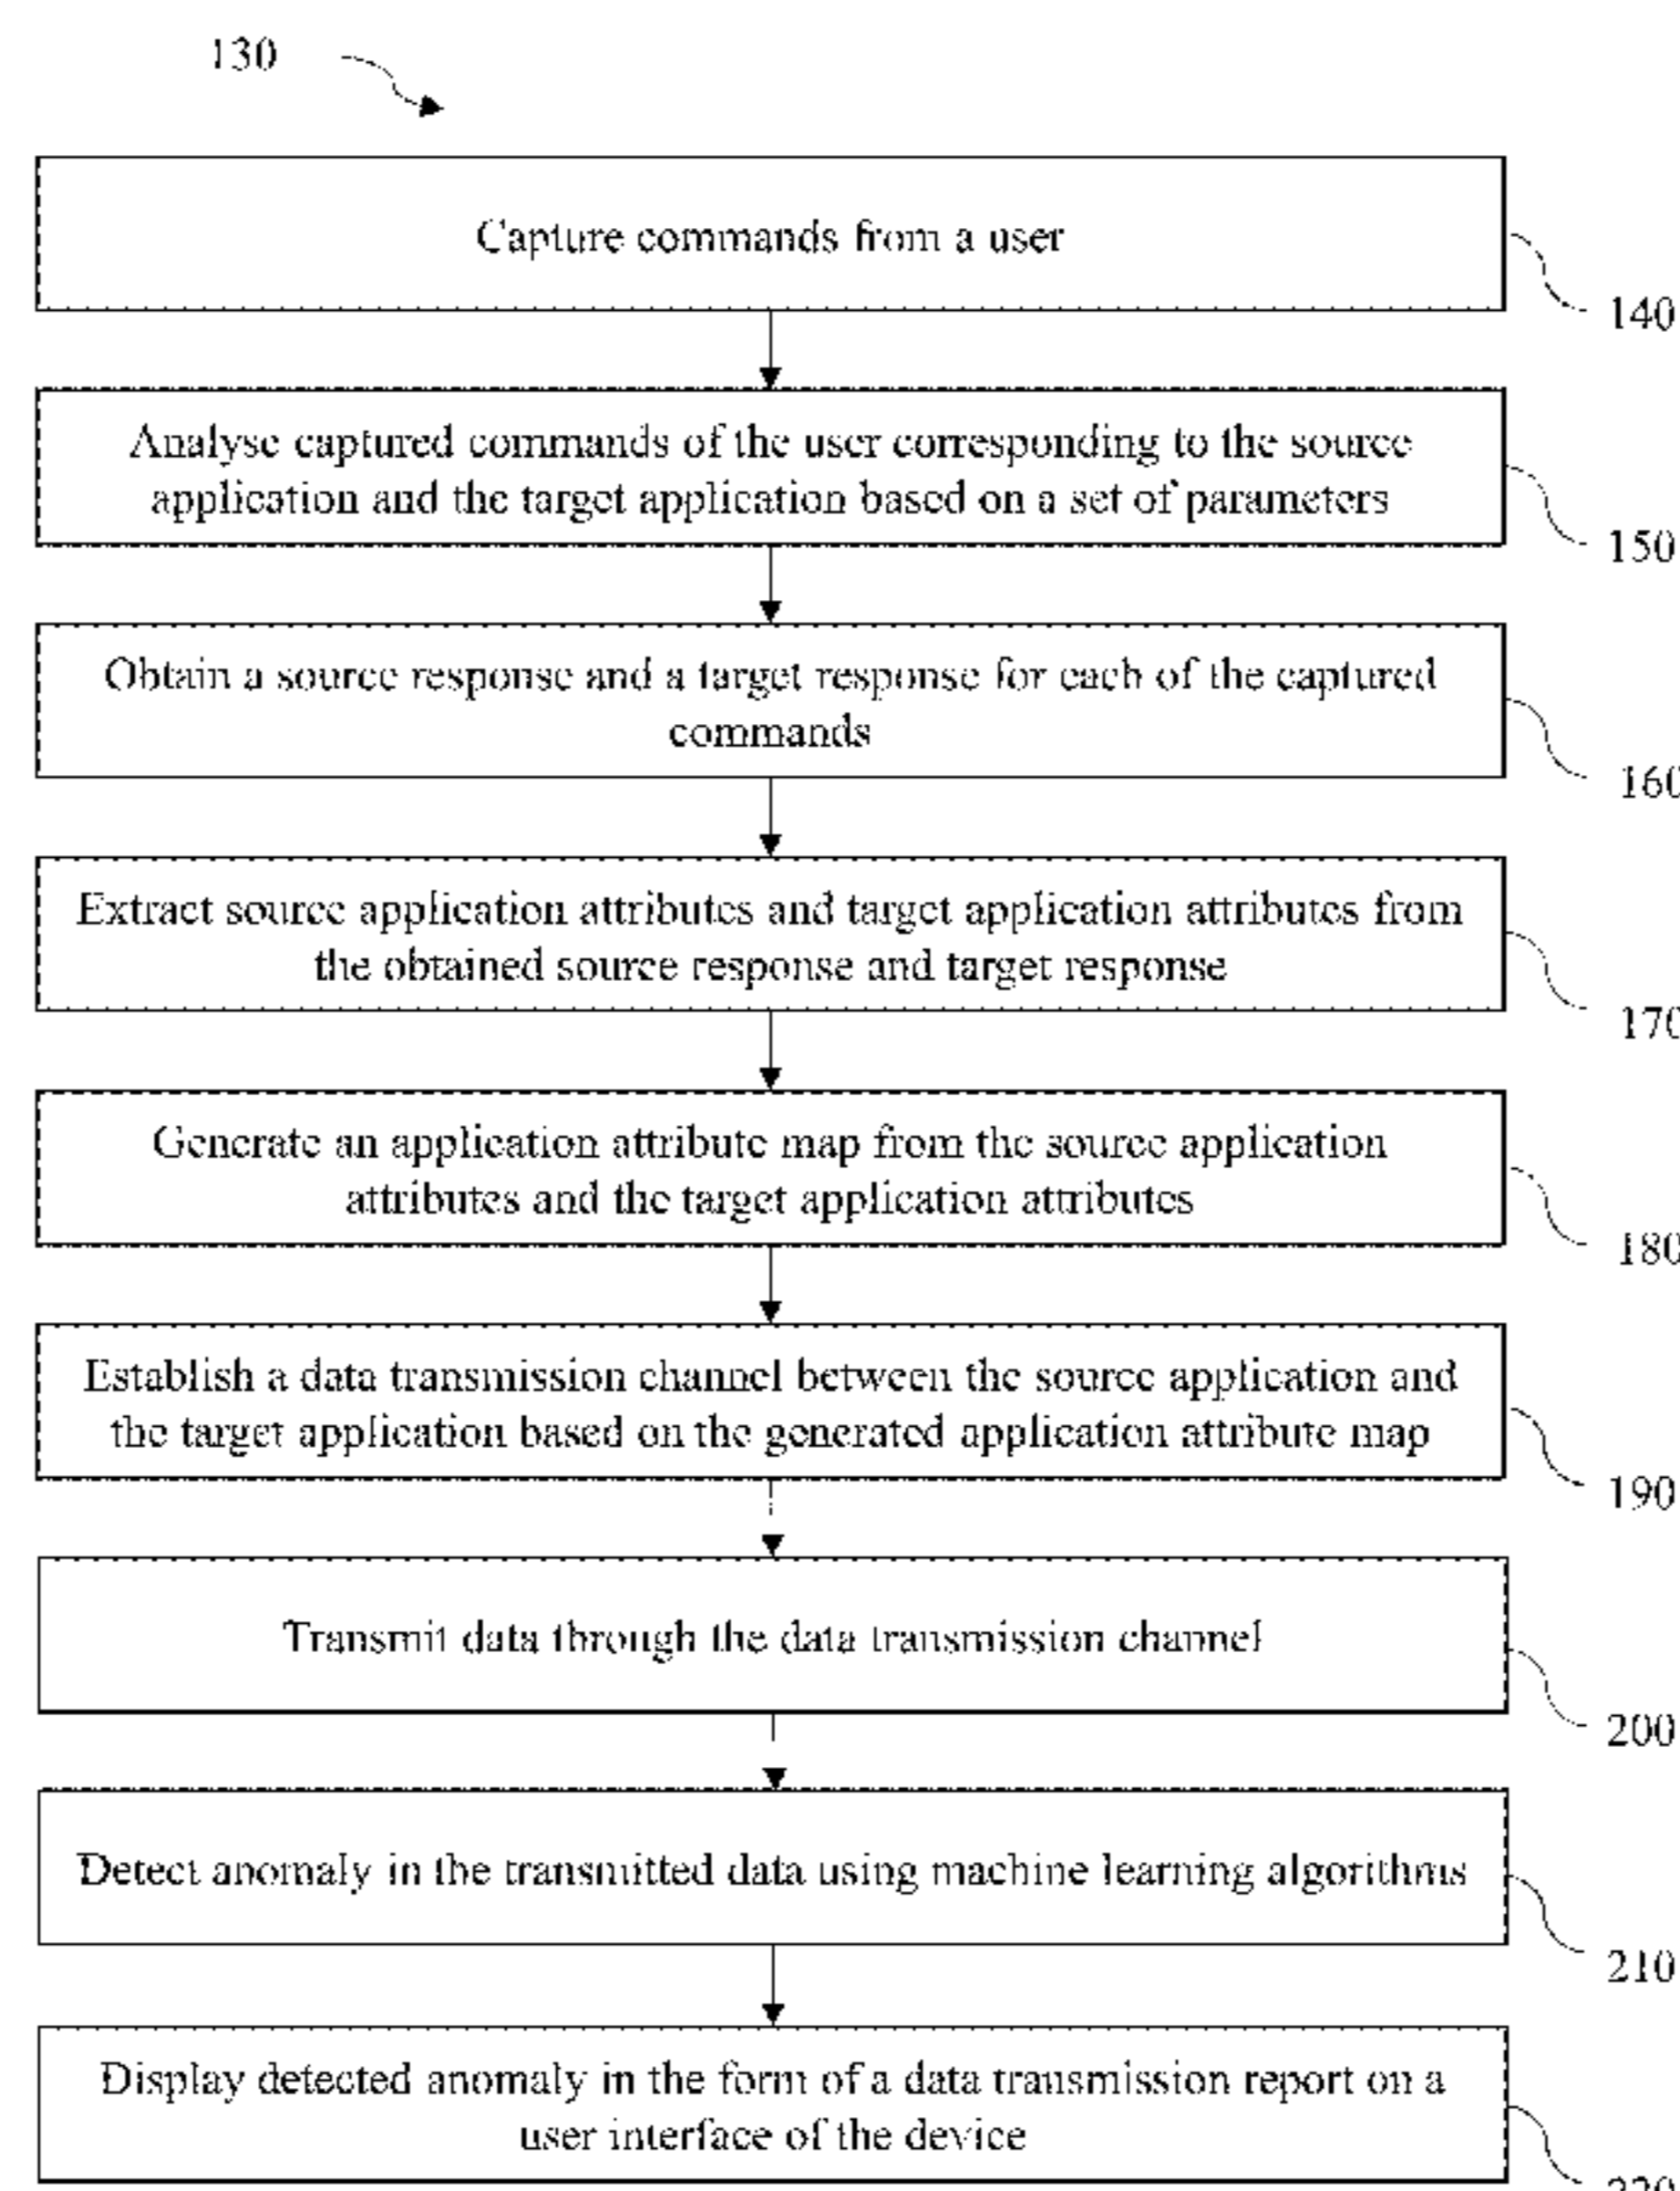 130
Capture commands from a user
140
Analyse captured commands of the user corresponding to the source
application and the target application based on a set of parameters
150
Obtain a source response and a target response for each of the captured
commands
160
Extract source application attributes and target application attributes from
the obtained source response and target response
170
Generate an application attribute map from the source application
attributes and the target application attributes
180
Establish a data transmission channel between the source application and
the target application based on the generated application attribute map
190
Transmit data through the data transmission channel
200
Detect anomaly in the transmitted data using machine learning algorithms
210
Display detected anomaly in the form of a data transmission report on a
user interface of the device